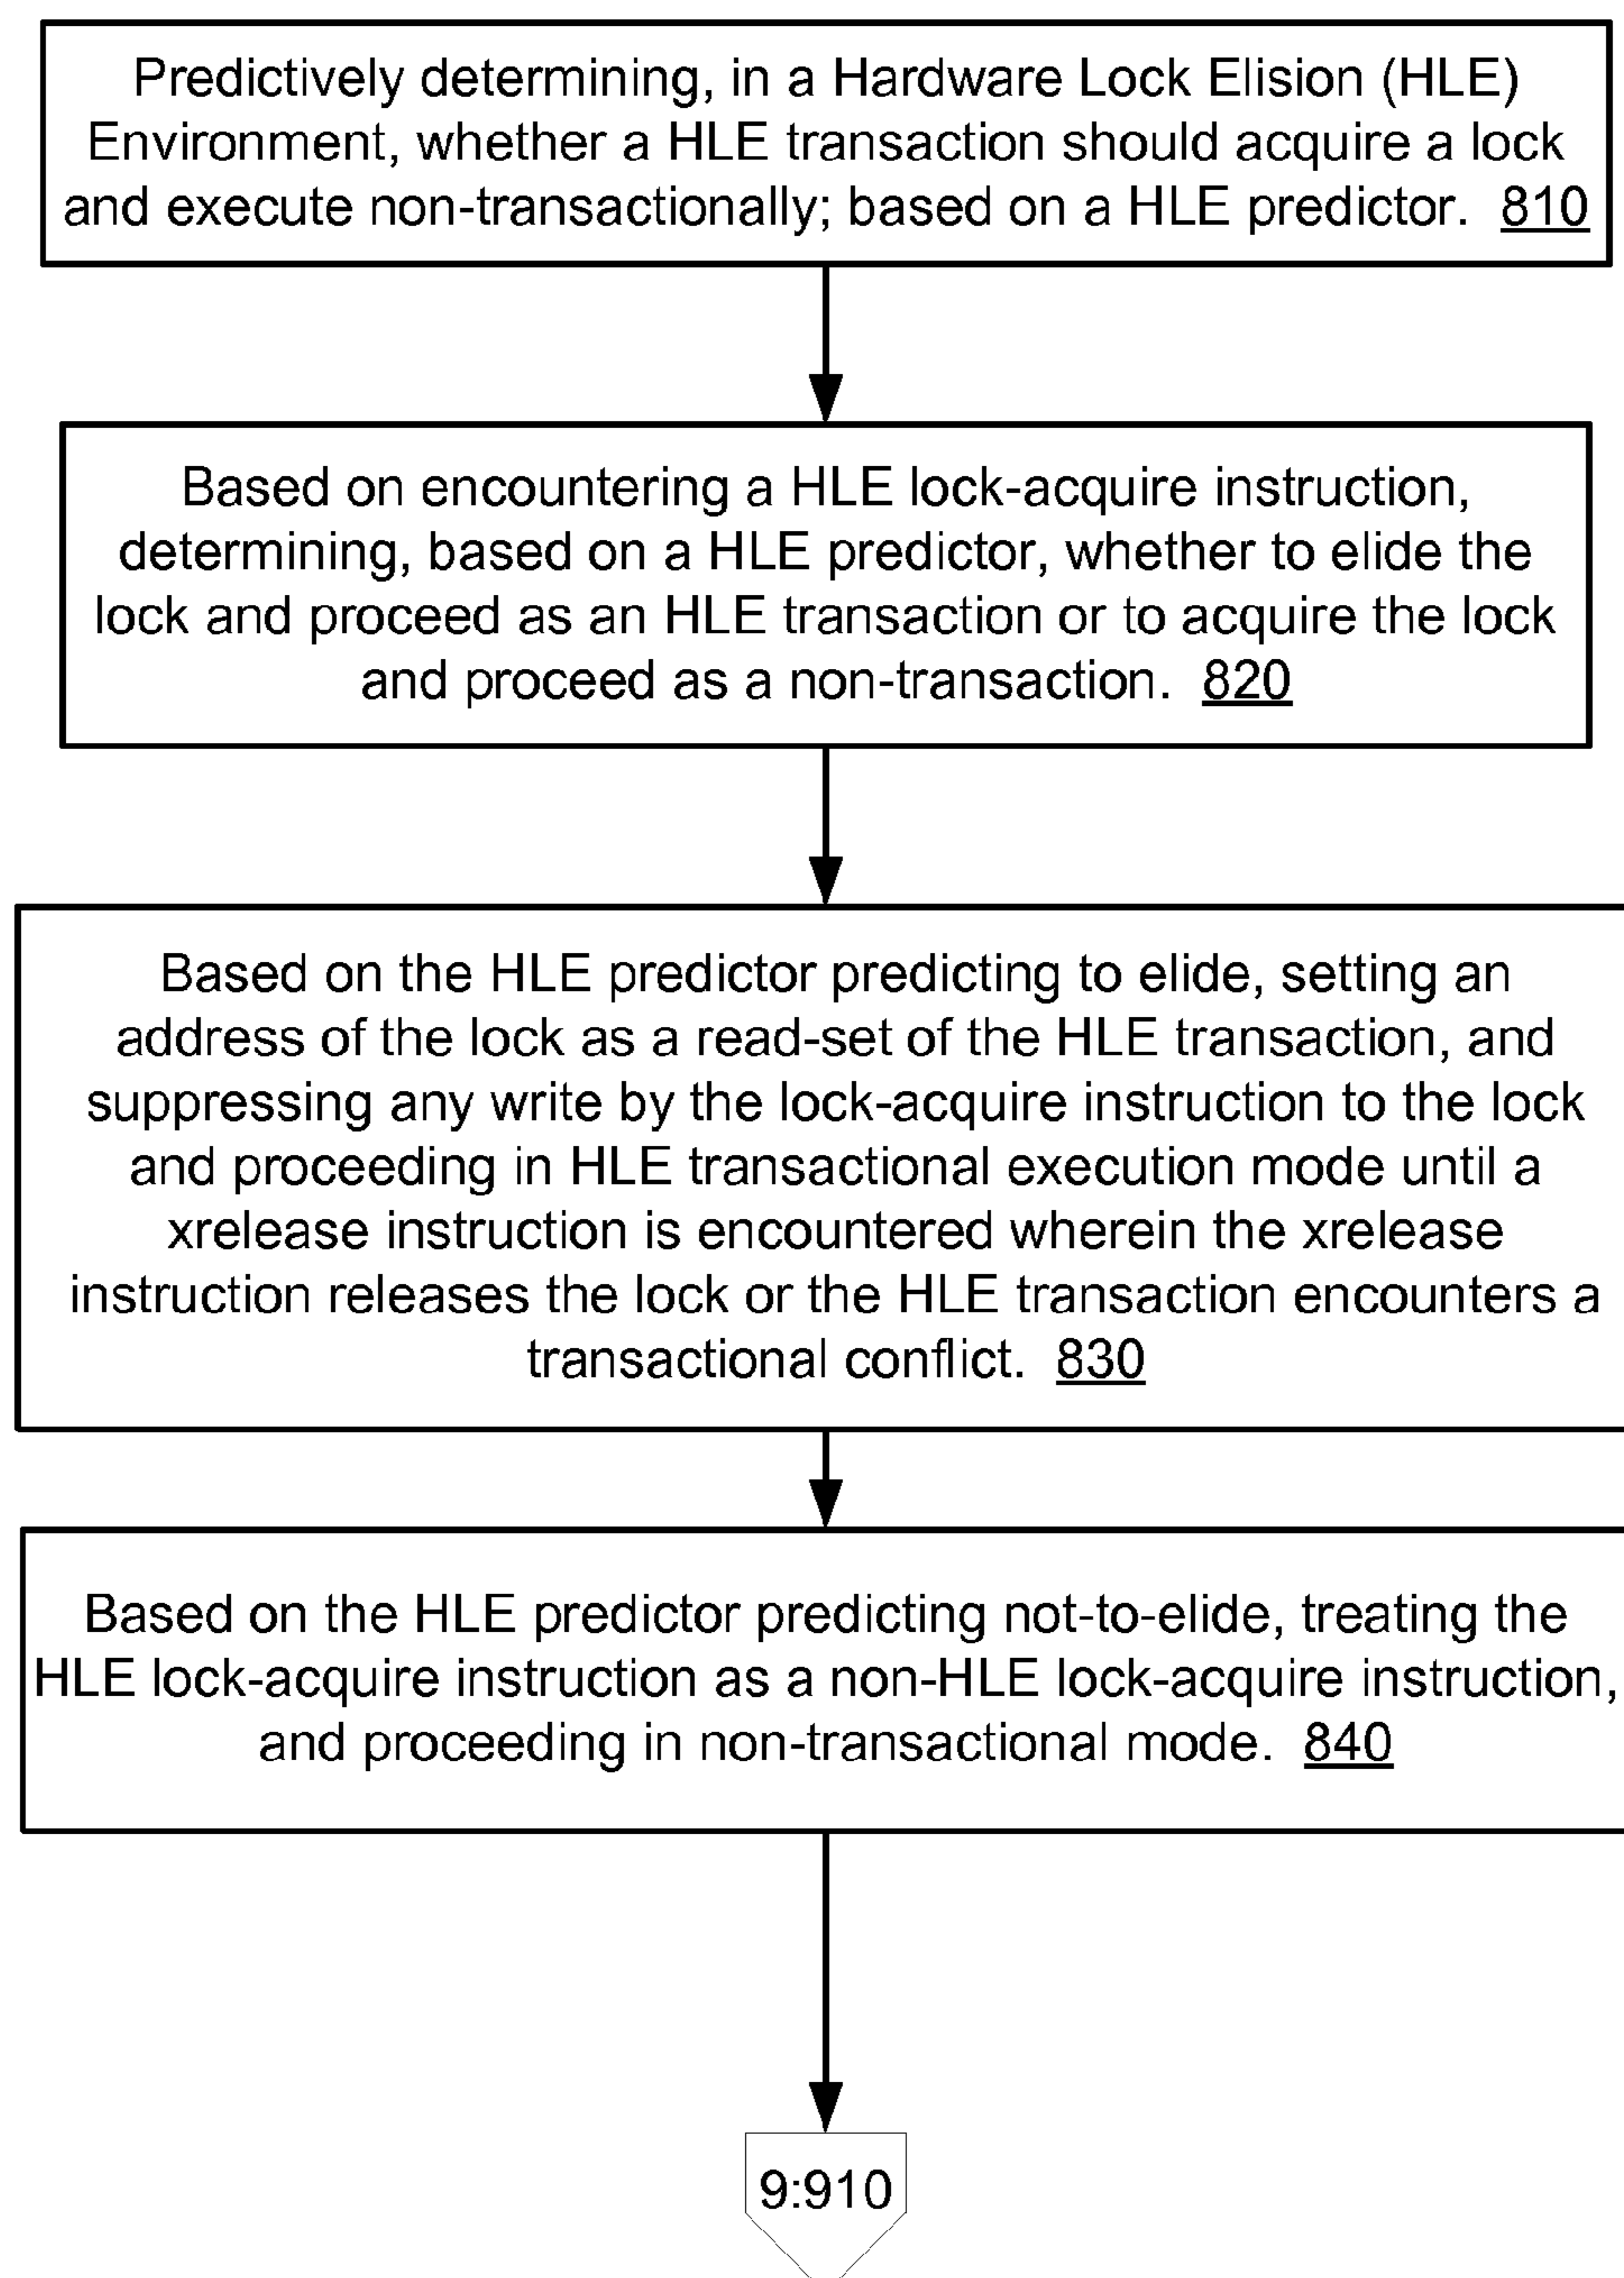 Predictively determining, in a Hardware Lock Elision (HLE)
Environment, whether a HLE transaction should acquire a lock
and execute non-transactionally; based on a HLE predictor. 810
Based on encountering a HLE lock-acquire instruction,
determining, based on a HLE predictor, whether to elide the
lock and proceed as an HLE transaction or to acquire the lock
and proceed as a non-transaction. 820
Based on the HLE predictor predicting to elide, setting an
address of the lock as a read-set of the HLE transaction, and
suppressing any write by the lock-acquire instruction to the lock
and proceeding in HLE transactional execution mode until a
xrelease instruction is encountered wherein the xrelease
instruction releases the lock or the HLE transaction encounters a
transactional conflict. 830
Based on the HLE predictor predicting not-to-elide, treating the
HLE lock-acquire instruction as a non-HLE lock-acquire instruction,
and proceeding in non-transactional mode. 840
9:910